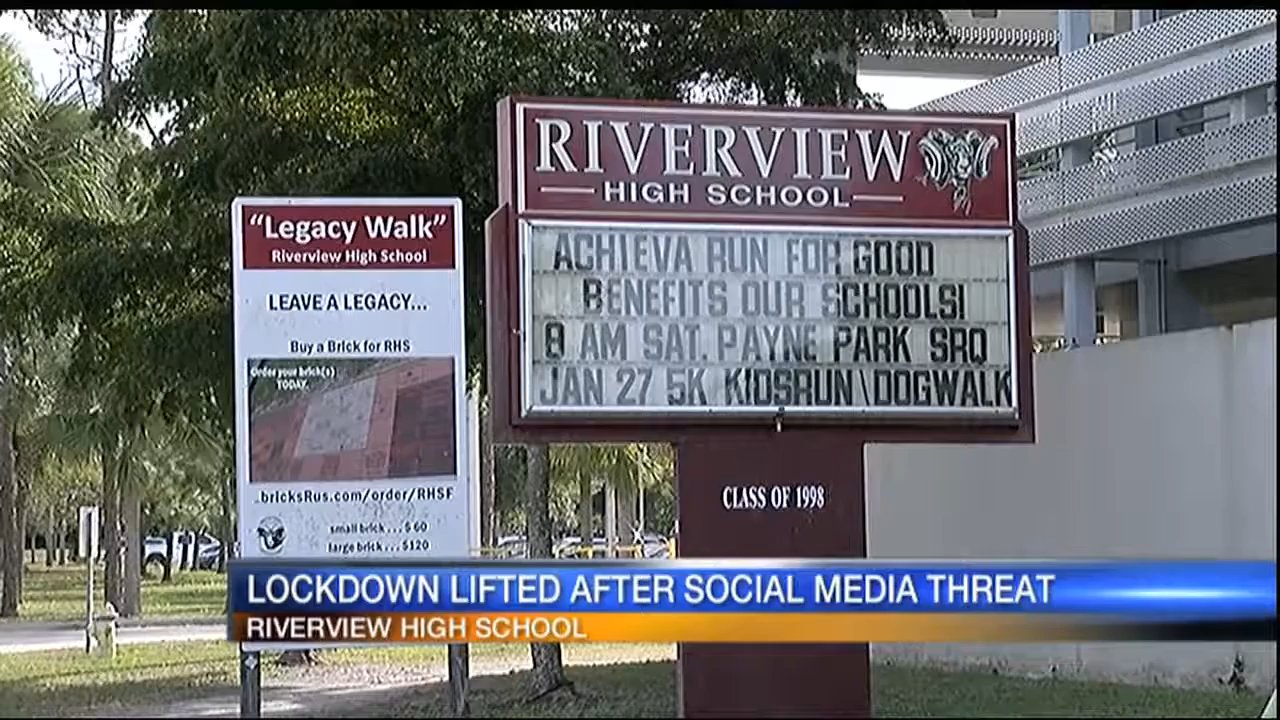 "Legacy Walk"
Riverview High School
LEAVE A LEGACY...
Buy a Brick for RHS
Order your brick(s)
TODAY.
bricksRus.com/order/RHSF
small brick . . . $ 60
large brick . . . $120
RIVERVIEW
HIGH SCHOOL
ACHIEVA RUN FOR GOOD
BENEFITS OUR SCHOOLS!
8 AM SAT. PAYNE PARK SRQ
JAN 27 5K KIDSRUN\DOGWALK
CLASS OF 1998
LOCKDOWN LIFTED AFTER SOCIAL MEDIA THREAT
RIVERVIEW HIGH SCHOOL